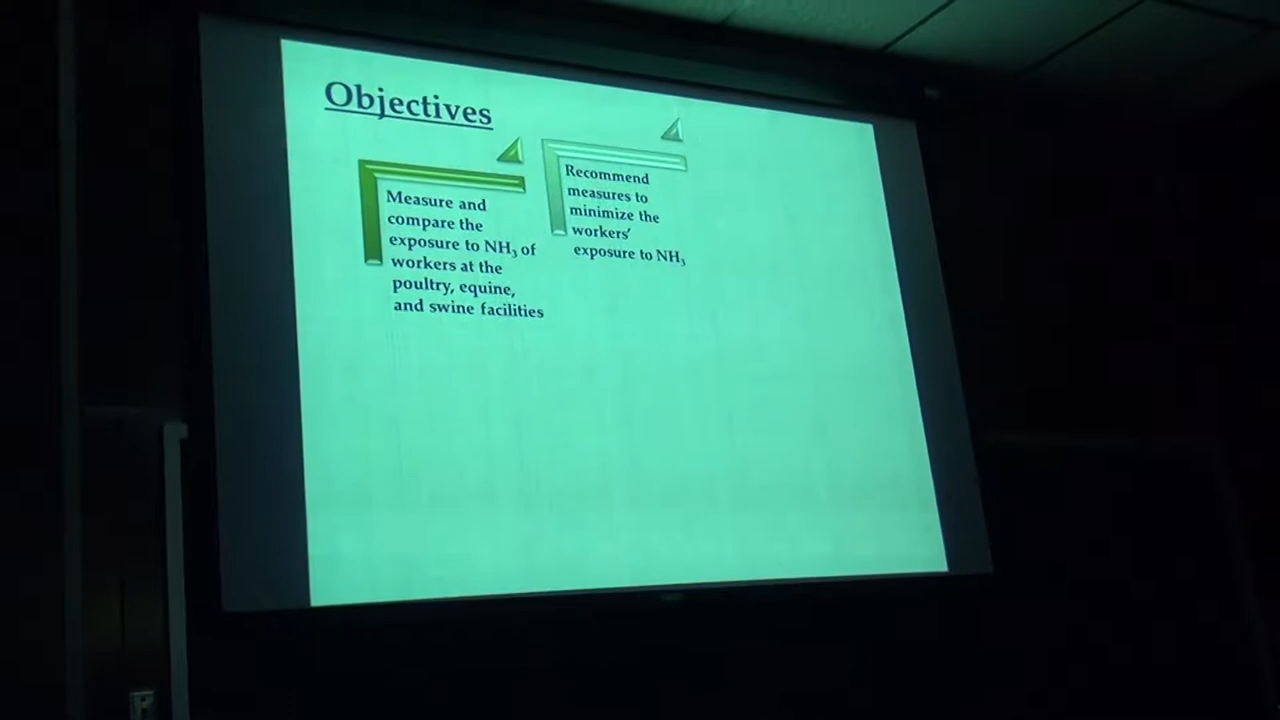 Objectives
Measure and
compare the
exposure to NH₃ of
workers at the
poultry, equine,
and swine facilities
Recommend
measures to
minimize the
workers’
exposure to NH₃